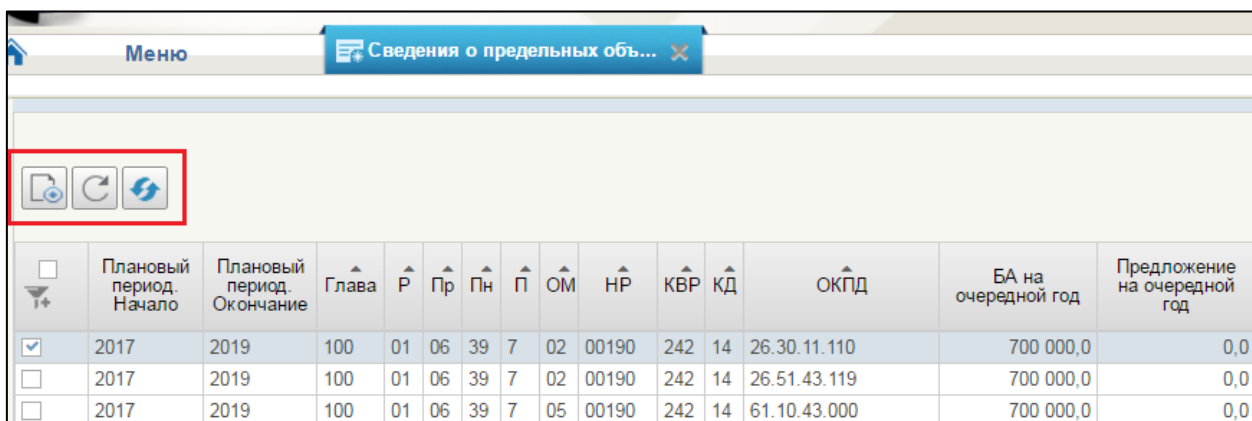 Меню Сведения о предельных объ...
Плановый период. Начало Плановый период. Окончание Глава Р Пр Пн П ОМ НР КВР КД ОКПД БА на очередной год Предложение на очередной год
2017 2019 100 01 06 39 7 02 00190 242 14 26.30.11.110 700 000,0 0,0
2017 2019 100 01 06 39 7 02 00190 242 14 26.51.43.119 700 000,0 0,0
2017 2019 100 01 06 39 7 05 00190 242 14 61.10.43.000 700 000,0 0,0